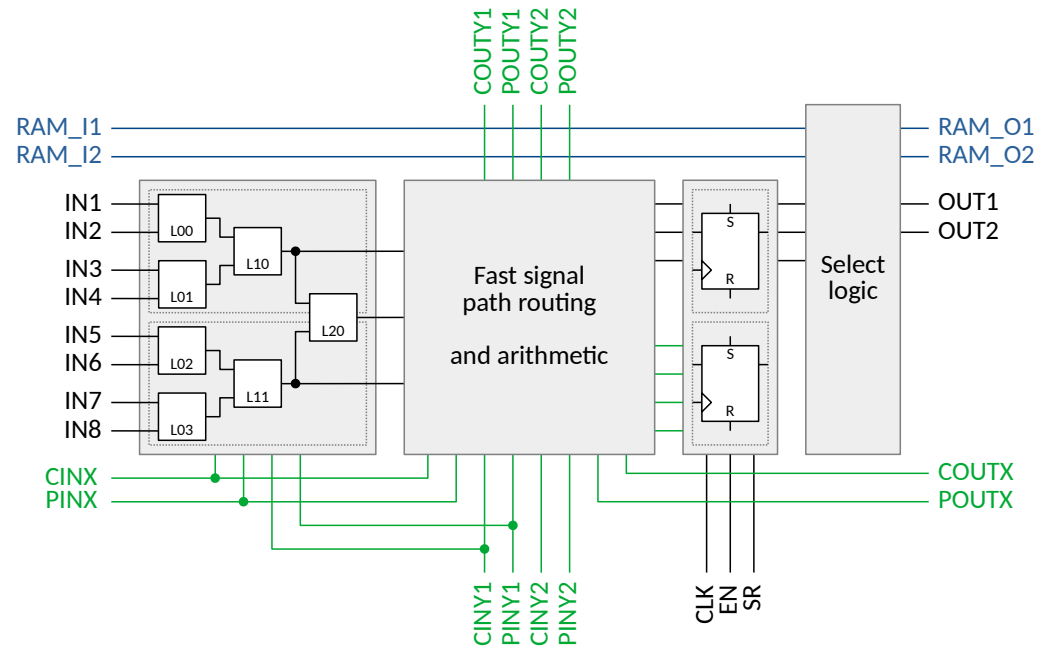 COUTY1
POUTY1
COUTY2
POUTY2
RAM_I1
RAM_O1
RAM_I2
RAM_O2
IN1
IN2
IN3
IN4
IN5
IN6
IN7
IN8
L00
L01
L02
L03
L10
L11
L20
Fast signal
path routing
and arithmetic
S
R
S
R
Select
logic
OUT1
OUT2
CINX
PINX
COUTX
POUTX
CINY1
PINY1
CINY2
PINY2
CLK
EN
SR